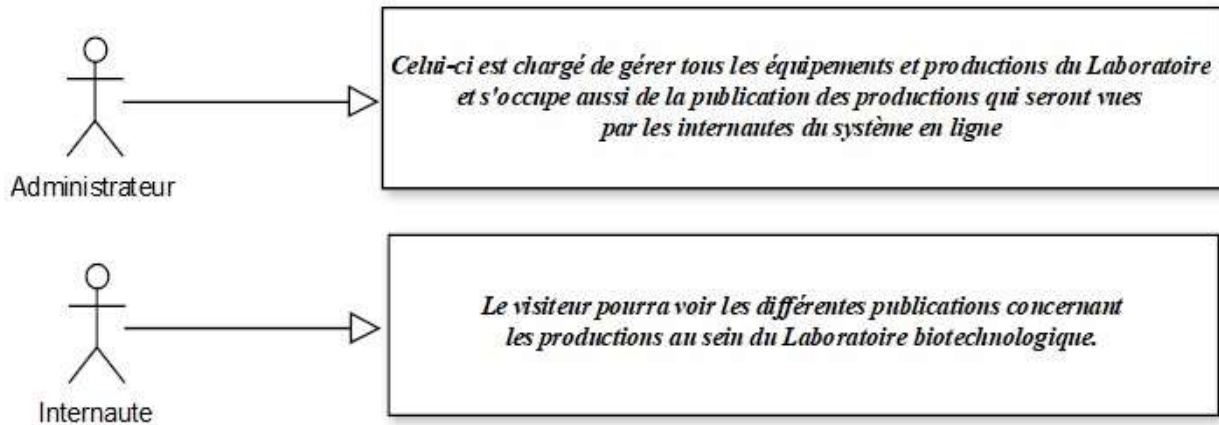 Celui-ci est chargé de gérer tous les équipements et productions du Laboratoire
et s'occupe aussi de la publication des productions qui seront vues
par les internautes du système en ligne
Administrateur
Le visiteur pourra voir les différentes publications concernant
les productions au sein du Laboratoire biotechnologique.
Internaute